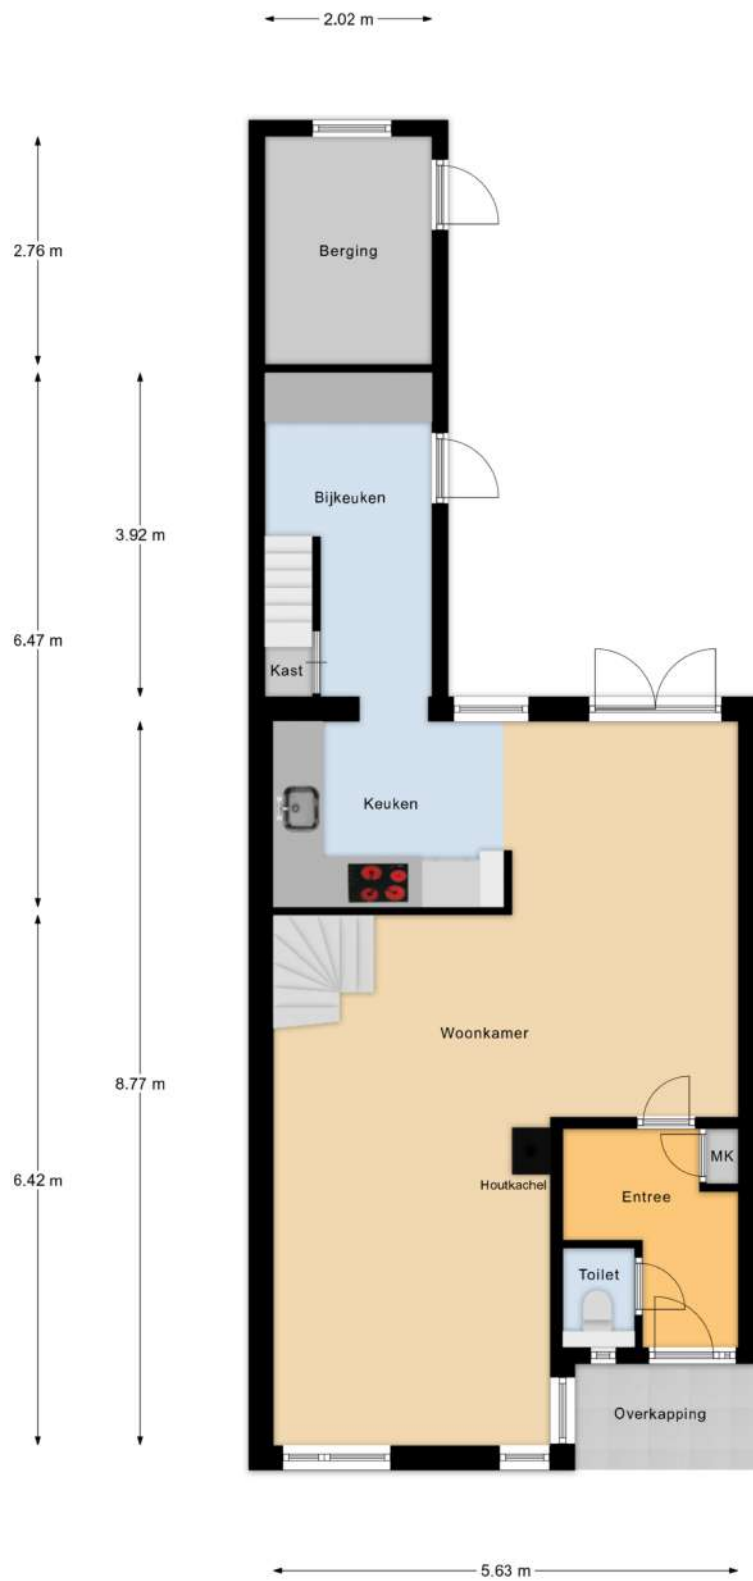 2.02 m
2.76 m
Berging
Bijkeuken
3.92 m
6.47 m
Kast
Keuken
Woonkamer
8.77 m
MK
6.42 m
Houtkachel
Entree
Toilet
Overkapping
5.63 m